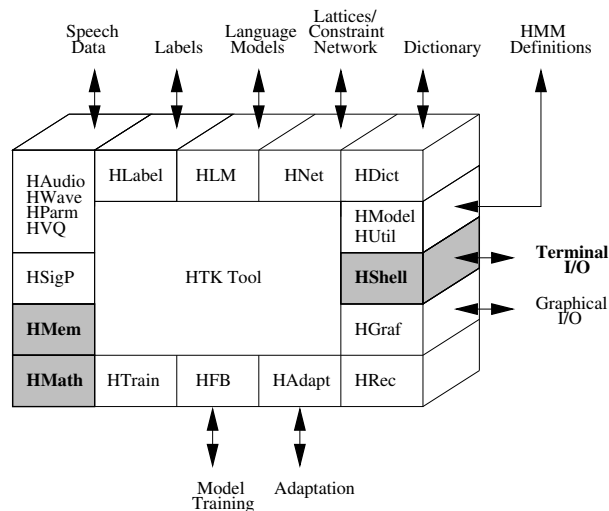 Speech
Data
Labels
Language
Models
Lattices/
Constraint
Network
Dictionary
HMM
Definitions
HAudio
HWave
HParm
HVQ
HLabel
HLM
HNet
HDict
HModel
HUtil
HSigP
HTK Tool
HShell
Terminal
I/O
HMem
HGraf
Graphical
I/O
HMath
HTrain
HFB
HAdapt
HRec
Model
Training
Adaptation